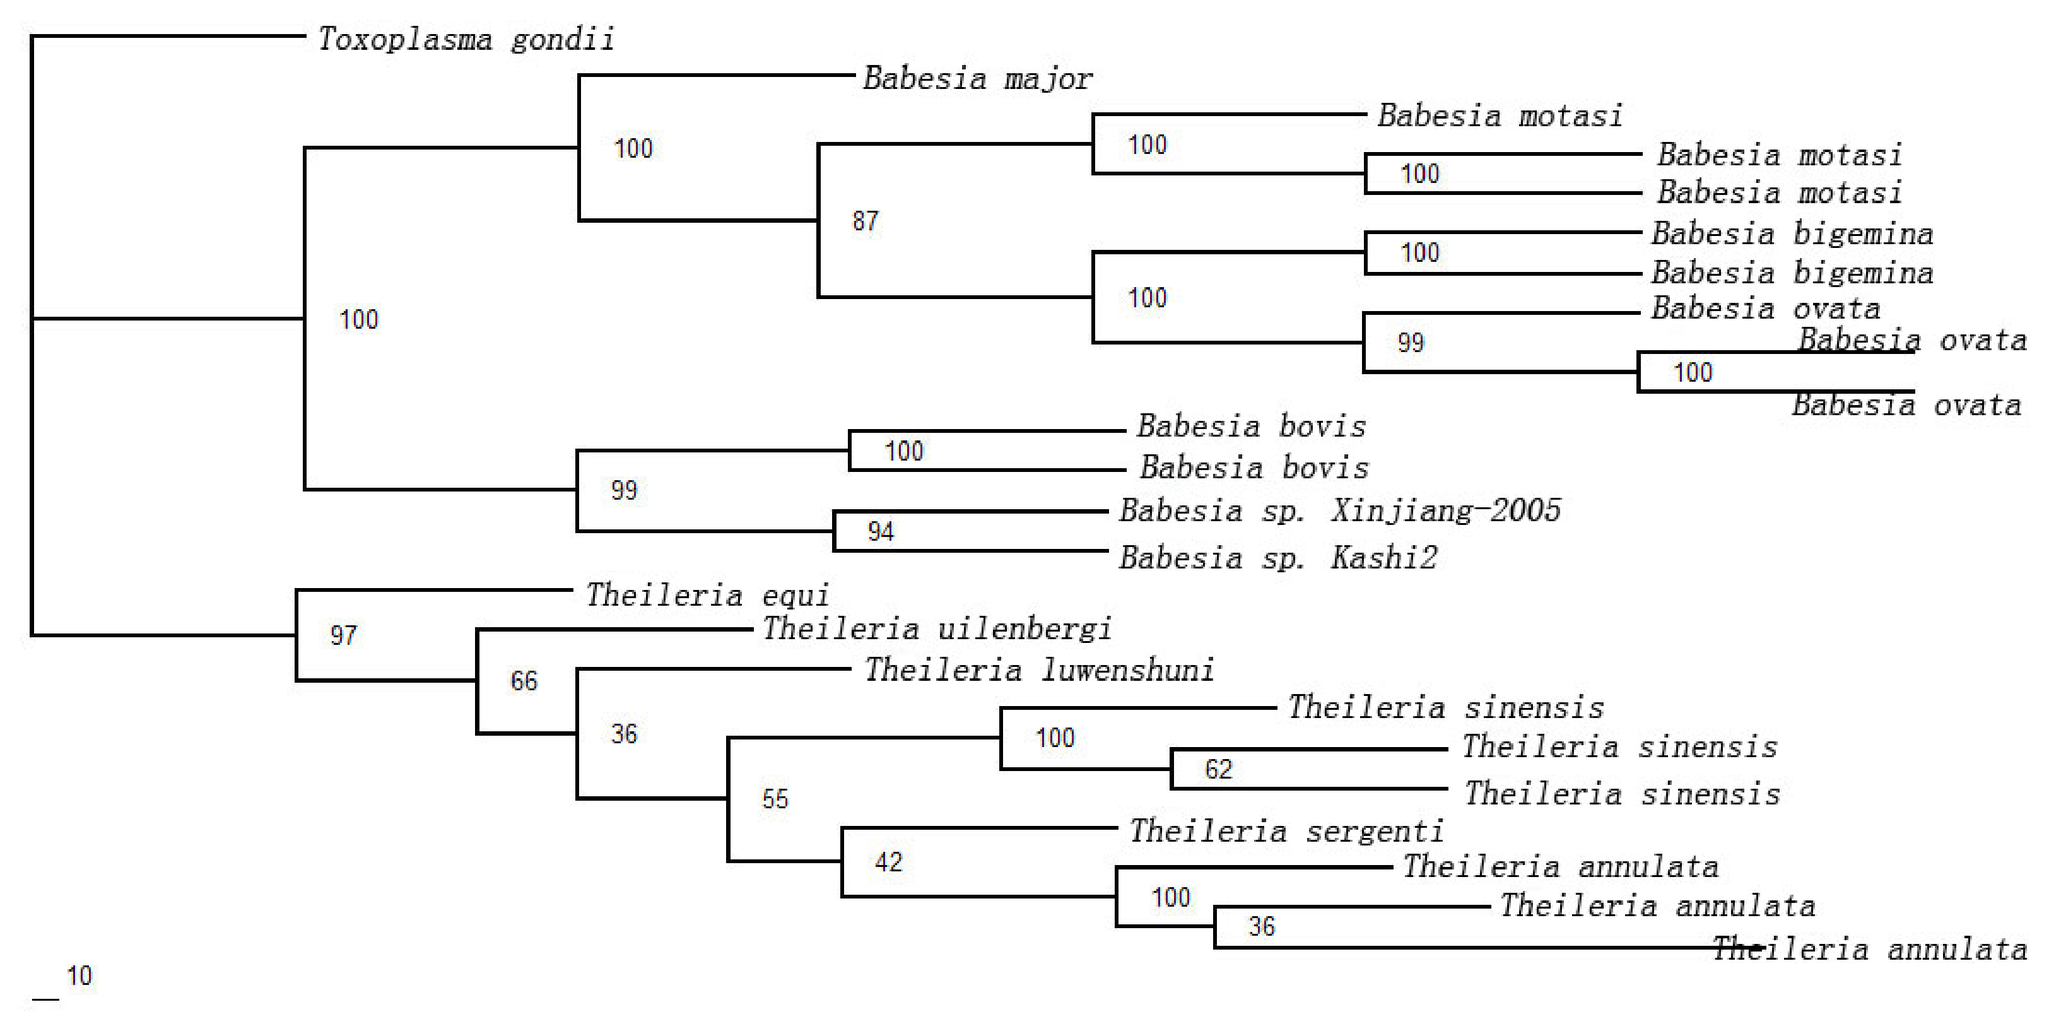 Toxoplasma gondii
Babesia major
100
Babesia motasi
100
Babesia motasi
100
Babesia motasi
87
Babesia bigemina
100
Babesia bigemina
100
Babesia ovata
100
99
Babesia ovata
100
Babesia ovata
Babesia bovis
100
Babesia bovis
99
Babesia sp. Xinjiang-2005
94
Babesia sp. Kashi2
Theileria equi
97
Theileria uilenbergi
66
Theileria luwenshuni
36
Theileria sinensis
100
Theileria sinensis
62
Theileria sinensis
55
Theileria sergenti
42
Theileria annulata
100
Theileria annulata
36
Theileria annulata
10